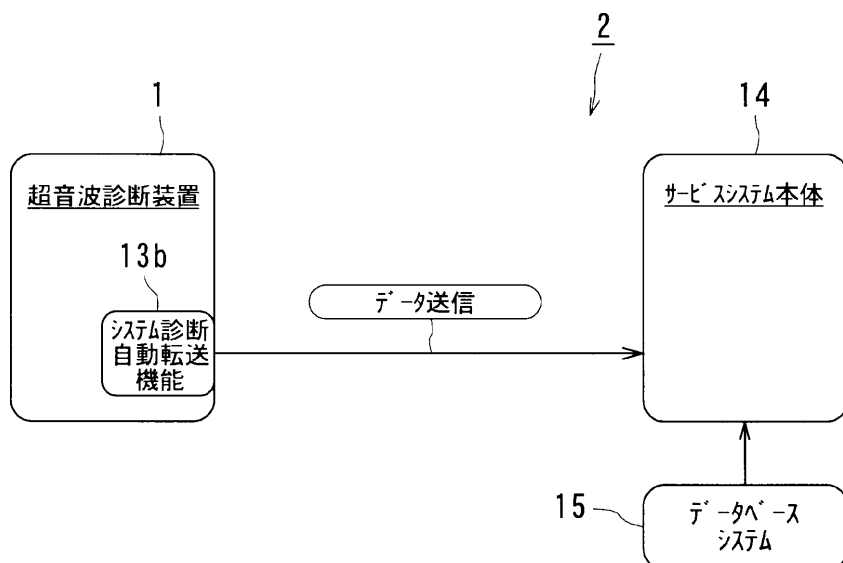 2
1
14
超音波診断装置
サービスシステム本体
13b
データ送信
システム診断
自動転送
機能
15
データベース
システム